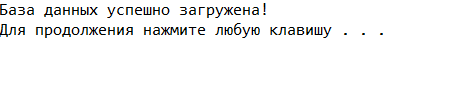 База данных успешно загружена!
Для продолжения нажмите любую клавишу . . .